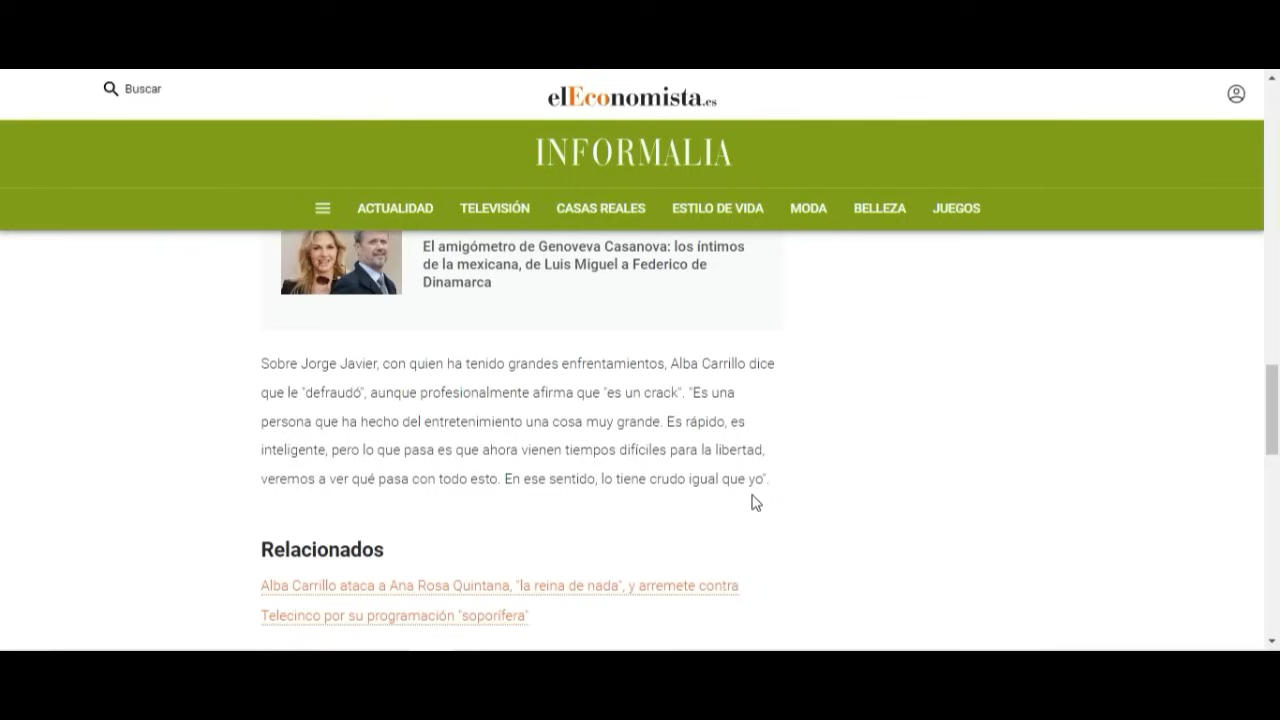 Buscar
elEconomista.es
INFORMALIA
ACTUALIDAD TELEVISIÓN CASAS REALES ESTILO DE VIDA MODA BELLEZA JUEGOS
El amigómetro de Genoveva Casanova: los íntimos
de la mexicana, de Luis Miguel a Federico de
Dinamarca
Sobre Jorge Javier, con quien ha tenido grandes enfrentamientos, Alba Carrillo dice
que le "defraudó", aunque profesionalmente afirma que "es un crack". "Es una
persona que ha hecho del entretenimiento una cosa muy grande. Es rápido, es
inteligente, pero lo que pasa es que ahora vienen tiempos difíciles para la libertad,
veremos a ver qué pasa con todo esto. En ese sentido, lo tiene crudo igual que yo".
Relacionados
Alba Carrillo ataca a Ana Rosa Quintana, "la reina de nada", y arremete contra
Telecinco por su programación "soporífera"